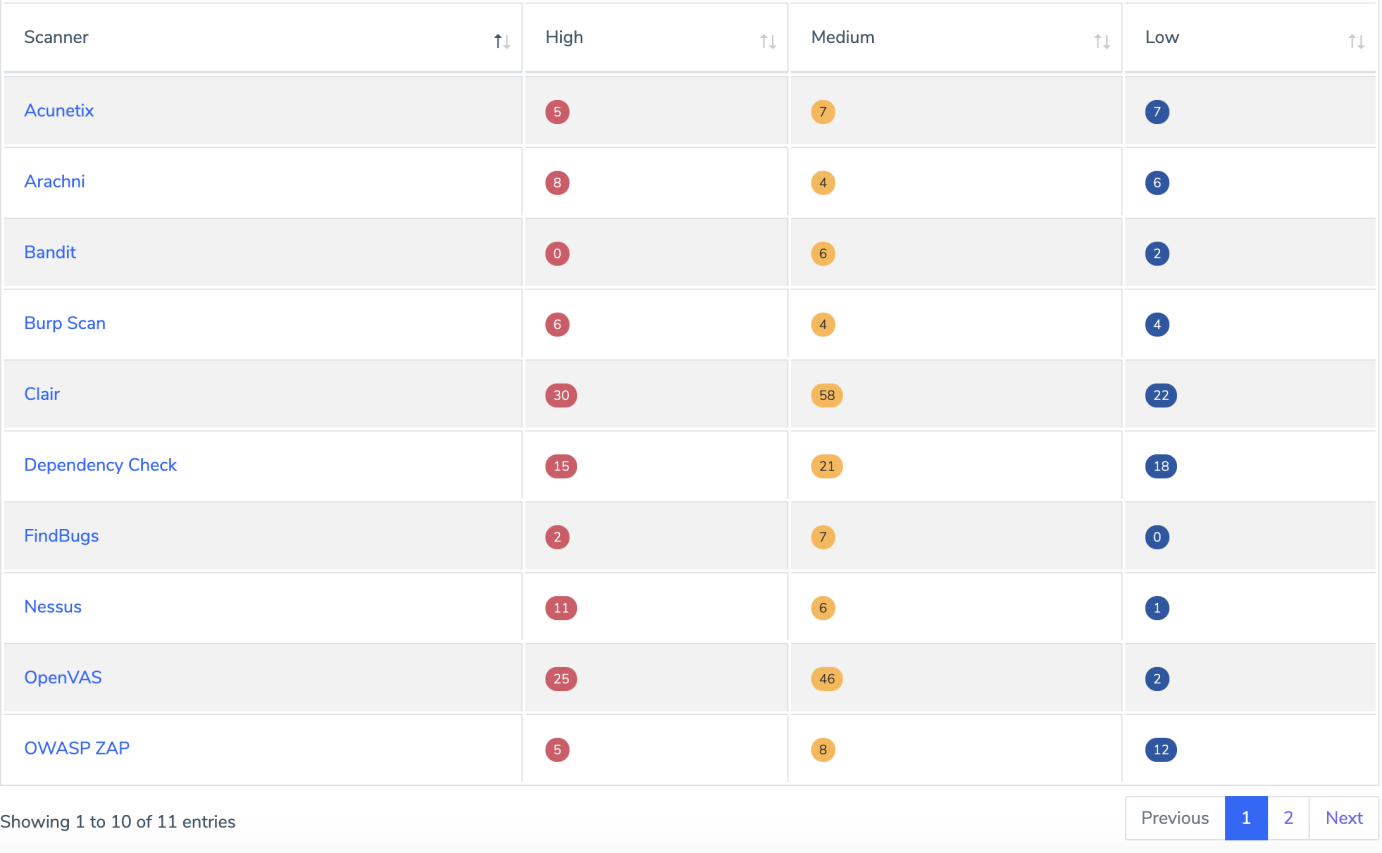 Scanner High Medium Low
Acunetix 5 7 7
Arachni 8 4 6
Bandit 0 6 2
Burp Scan 6 4 4
Clair 30 58 22
Dependency Check 15 21 18
FindBugs 2 7 0
Nessus 11 6 1
OpenVAS 25 46 2
OWASP ZAP 5 8 12
Showing 1 to 10 of 11 entries Previous 1 2 Next